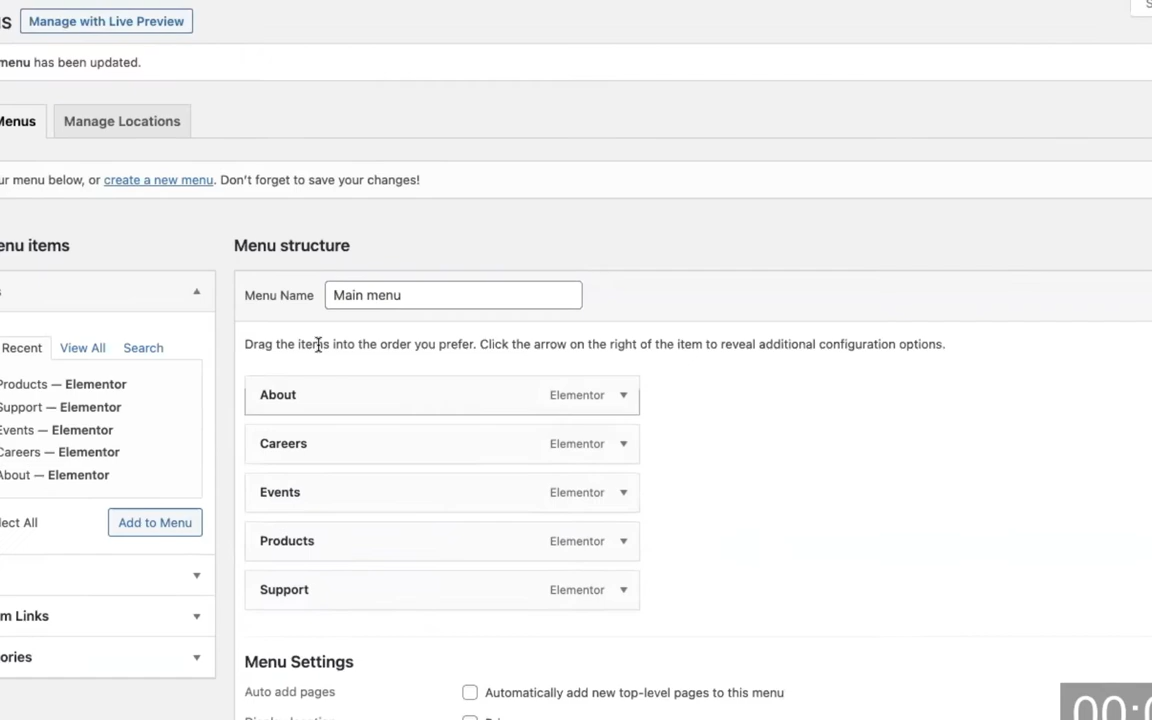 Manage with Live Preview
menu has been updated.
Menus
Manage Locations
ur menu below, or create a new menu. Don't forget to save your changes!
enu items
Menu structure
Menu Name
Main menu
Recent
View All
Search
Drag the items into the order you prefer. Click the arrow on the right of the item to reveal additional configuration options.
Products — Elementor
Support — Elementor
Events — Elementor
Careers — Elementor
About — Elementor
lect All
Add to Menu
About
Elementor
Careers
Elementor
Events
Elementor
Products
Elementor
Support
Elementor
m Links
ories
Menu Settings
Auto add pages
Automatically add new top-level pages to this menu